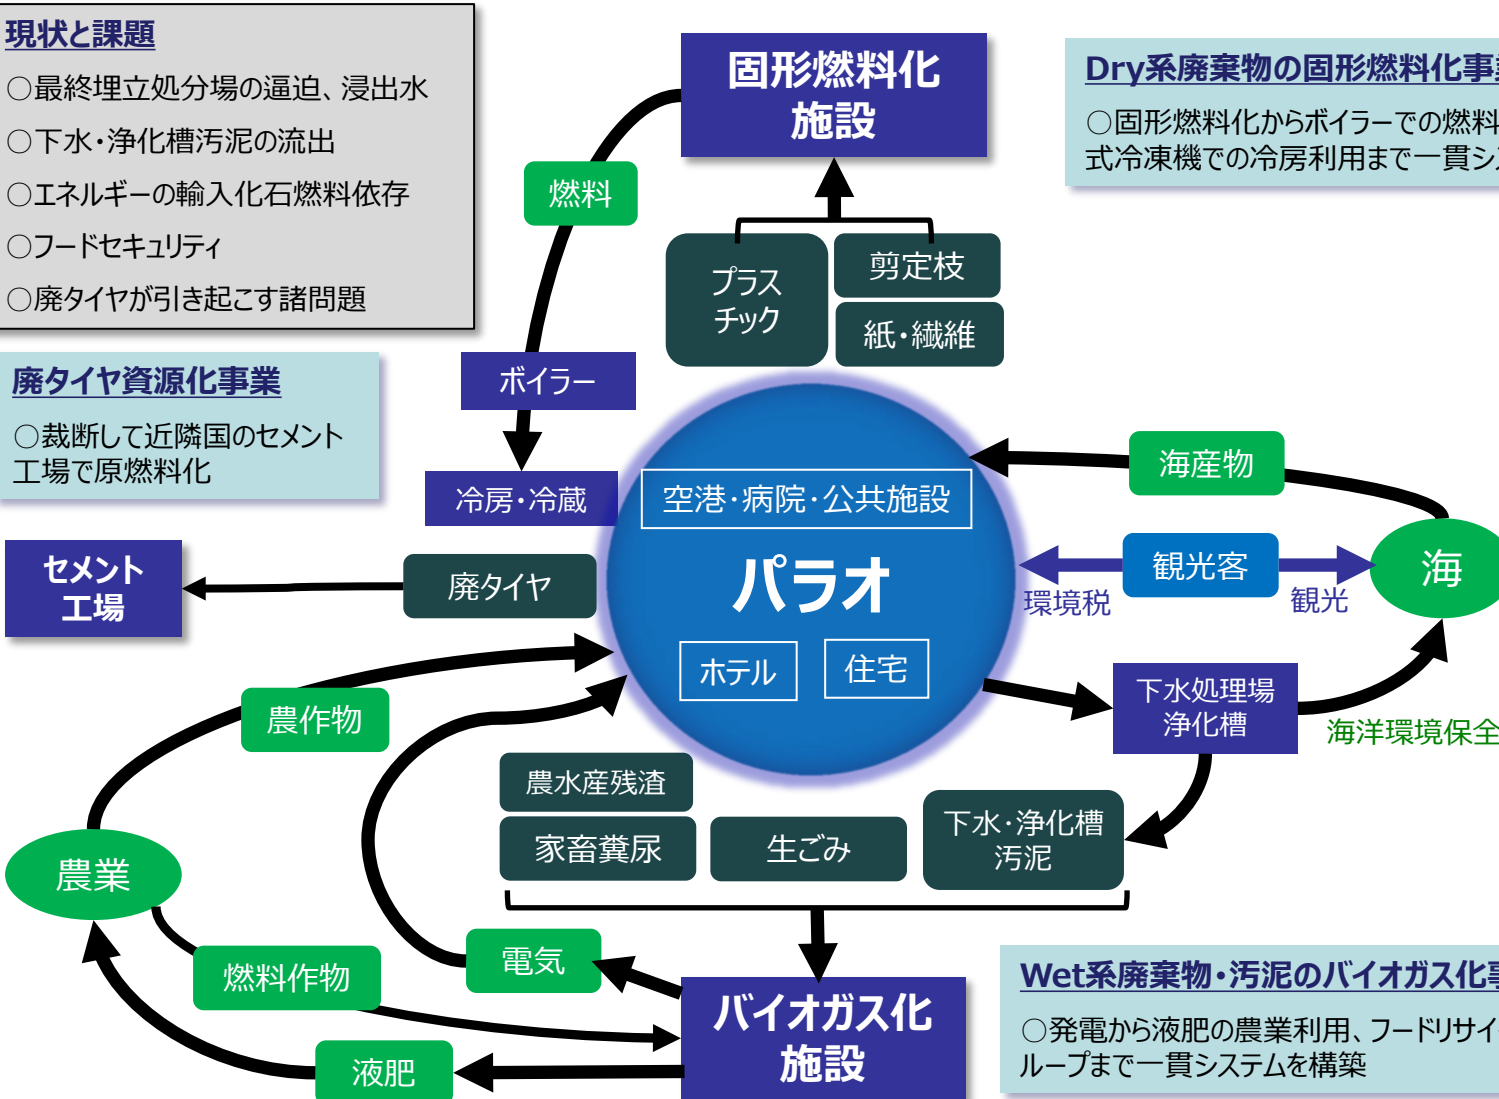 現状と課題
○最終埋立処分場の逼迫、浸出水
○下水・浄化槽汚泥の流出
○エネルギーの輸入化石燃料依存
○フードセキュリティ
○廃タイヤが引き起こす諸問題
固形燃料化
施設
Dry系廃棄物の固形燃料化事業
○固形燃料化からボイラーでの燃料
式冷凍機での冷房利用まで一貫シス
燃料
プラス
チック
剪定枝
紙・繊維
廃タイヤ資源化事業
○裁断して近隣国のセメント
工場で原燃料化
ボイラー
冷房・冷蔵
空港・病院・公共施設
パラオ
ホテル
住宅
海産物
観光客
海
環境税
観光
セメント
工場
廃タイヤ
下水処理場
浄化槽
海洋環境保全
農作物
農水産残渣
家畜糞尿
生ごみ
下水・浄化槽
汚泥
農業
電気
燃料作物
液肥
バイオガス化
施設
Wet系廃棄物・汚泥のバイオガス化事
○発電から液肥の農業利用、フードリサイ
ループまで一貫システムを構築